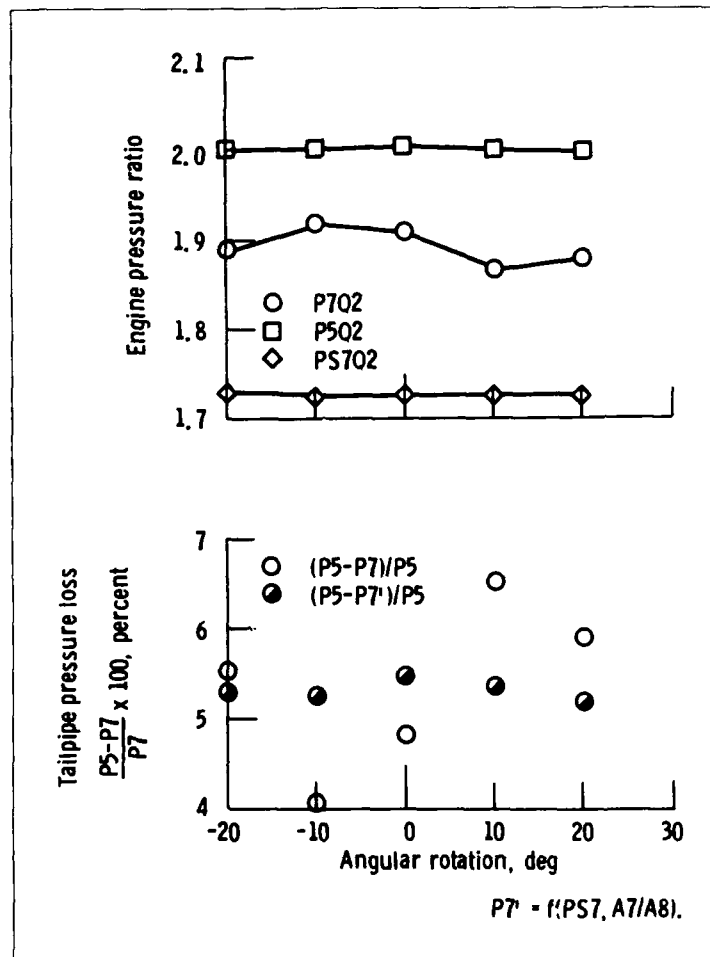 2.1
2.0
1.9
1.8
1.7
Engine pressure ratio
P7Q2
P5Q2
PS7Q2
7
6
5
4
Tailpipe pressure loss
P5-P7
P7
x 100, percent
(P5-P7)/P5
(P5-P7')/P5
-20 -10 0 10 20 30
Angular rotation, deg
P7' = f(PS7, A7/A8).